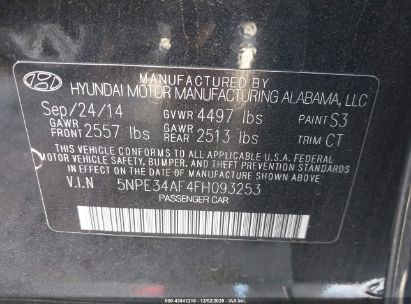 MANUFACTURED BY
HYUNDAI MOTOR MANUFACTURING ALABAMA, LLC
Sep/24/14 GVWR 4497 lbs PAINT S3
GAWR FRONT 2557 lbs GAWR REAR 2513 lbs TRIM CT
THIS VEHICLE CONFORMS TO ALL APPLICABLE U.S.A. FEDERAL
MOTOR VEHICLE SAFETY, BUMPER, AND THEFT PREVENTION STANDARDS
IN EFFECT ON THE DATE OF MANUFACTURE SHOWN ABOVE.
V.I.N 5NPE34AF4FH093253
PASSENGER CAR